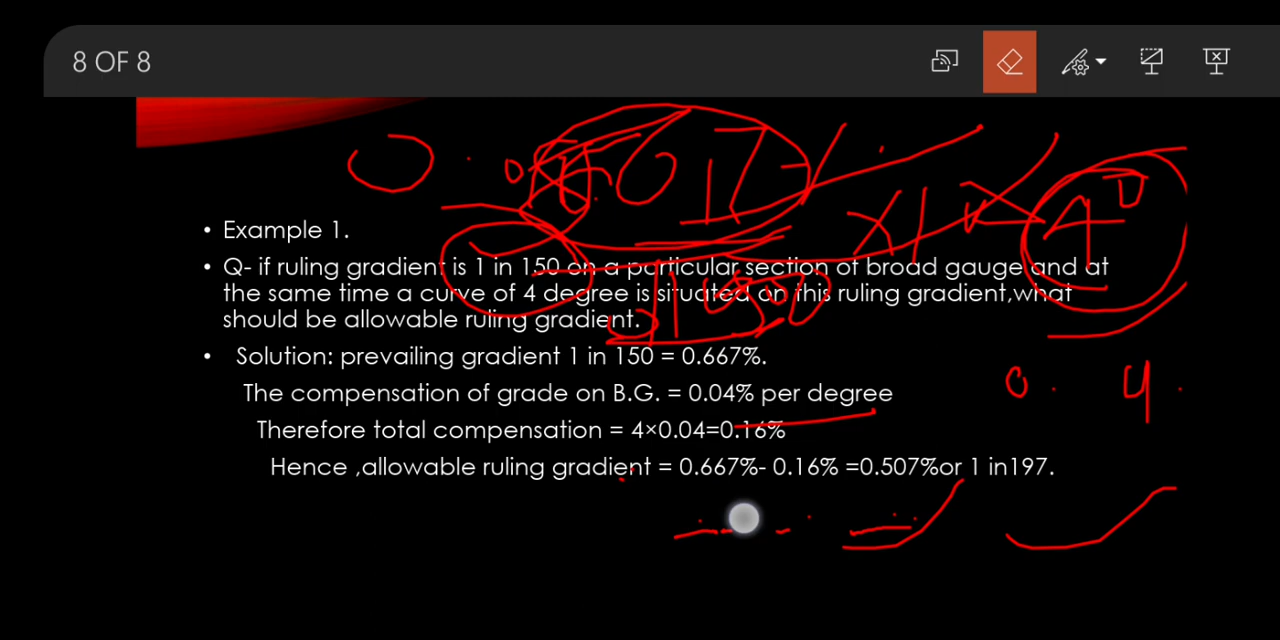 8 OF 8
• Example 1.
• Q- if ruling gradient is 1 in 150 on a particular section of broad gauge and at
the same time a curve of 4 degree is situated on this ruling gradient,what
should be allowable ruling gradient.
• Solution: prevailing gradient 1 in 150 = 0.667%.
The compensation of grade on B.G. = 0.04% per degree
0. 4.
Therefore total compensation = 4×0.04=0.16%
Hence ,allowable ruling gradient = 0.667%- 0.16% =0.507%or 1 in197.